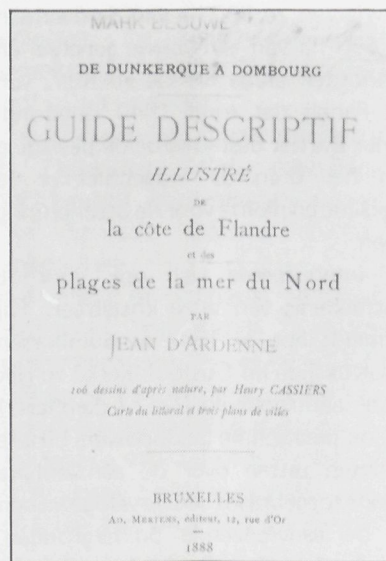 MARK BECUWE
DE DUNKERQUE A DOMBOURG
GUIDE DESCRIPTIF
ILLUSTRÉ
DE
la côte de Flandre
et des
plages de la mer du Nord
PAR
JEAN D'ARDENNE
106 dessins d'après nature, par Henry CASSIERS
Carte du littoral et trois plans de villes
BRUXELLES
AD. MERTENS, éditeur, 12, rue d'Or
1888